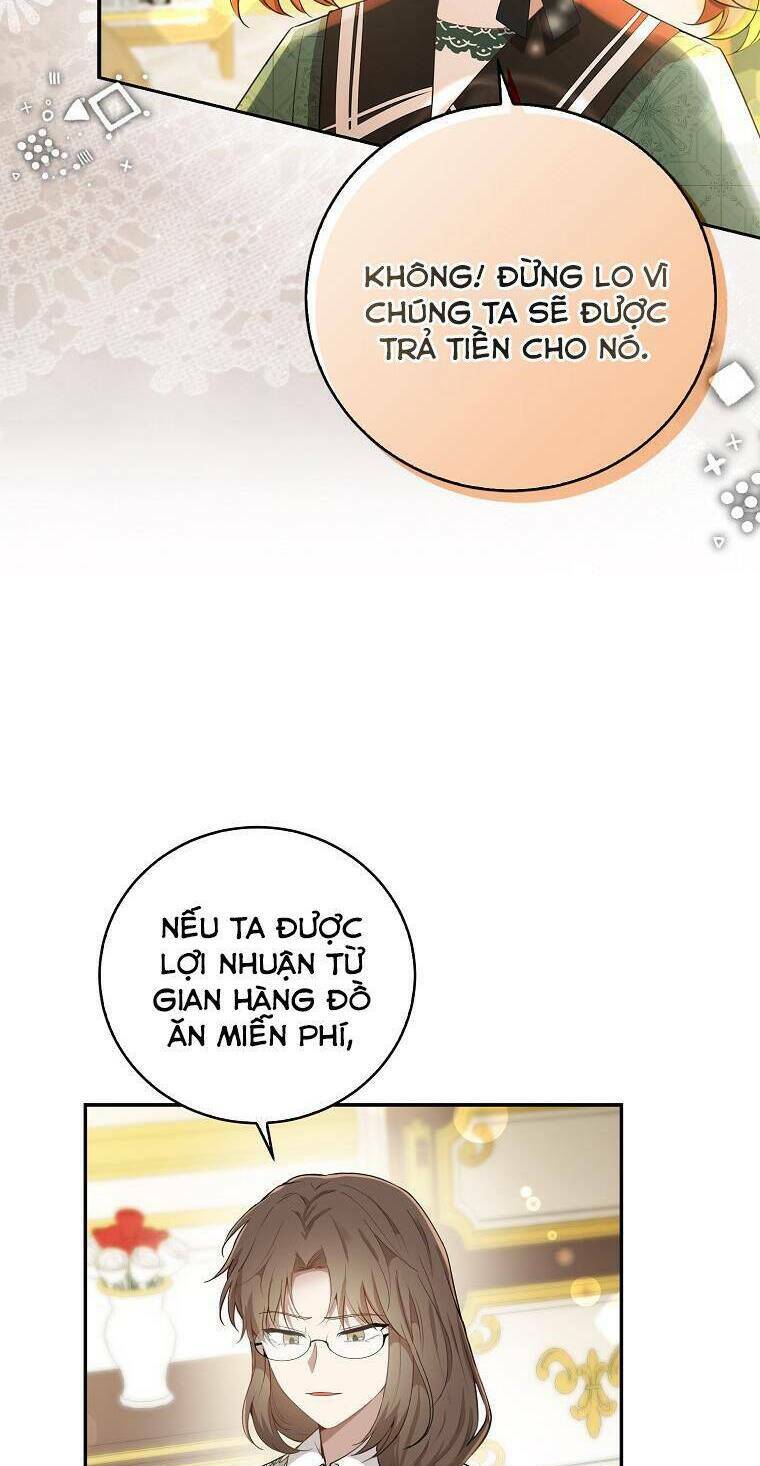 KHÔNG! ĐỪNG LO VÌ
CHÚNG TA SẼ ĐƯỢC
TRẢ TIỀN CHO NÓ.
NẾU TA ĐƯỢC
LỢI NHUẬN TỪ
GIAN HÀNG ĐỒ
ĂN MIỄN PHÍ,